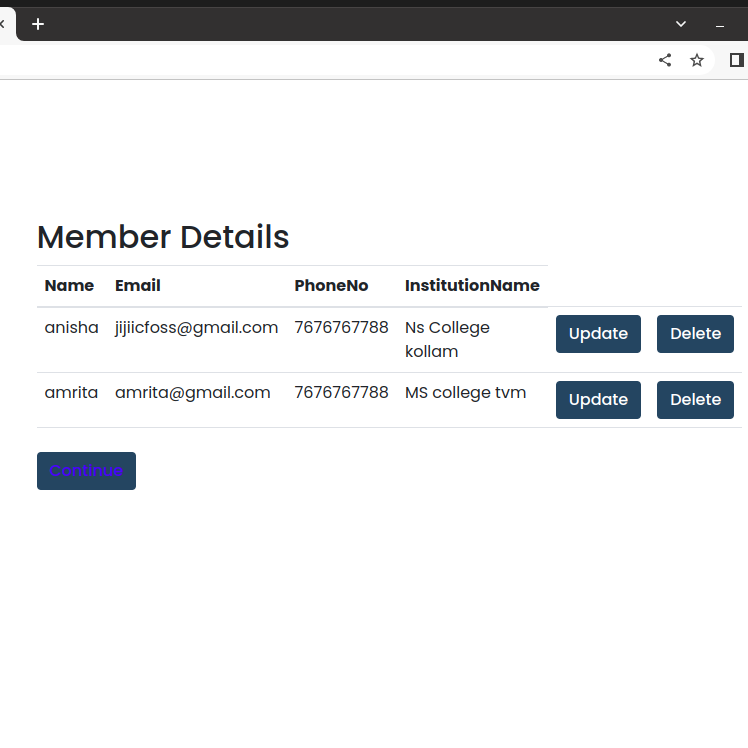 Member Details
Name Email PhoneNo InstitutionName
anisha jijiicfoss@gmail.com 7676767788 Ns College Update Delete
kollam
amrita amrita@gmail.com 7676767788 MS college tvm Update Delete
Continue